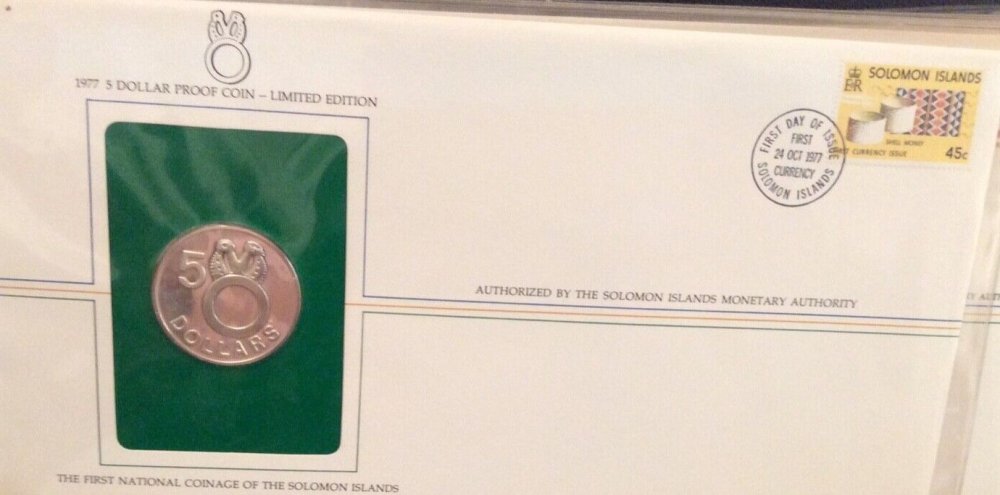 1977 5 DOLLAR PROOF COIN – LIMITED EDITION
5
DOLLARS
THE FIRST NATIONAL COINAGE OF THE SOLOMON ISLANDS
AUTHORIZED BY THE SOLOMON ISLANDS MONETARY AUTHORITY
FIRST DAY OF ISSUE
FIRST
24 OCT 1977
CURRENCY
SOLOMON ISLANDS
E R
SOLOMON ISLANDS
SHELL MONEY
FIRST CURRENCY ISSUE
45c